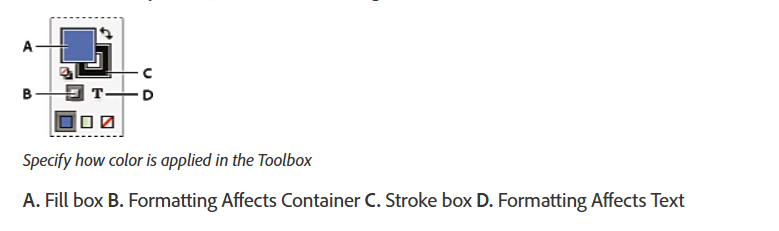 A
C
B
T
D
Specify how color is applied in the Toolbox
A. Fill box B. Formatting Affects Container C. Stroke box D. Formatting Affects Text